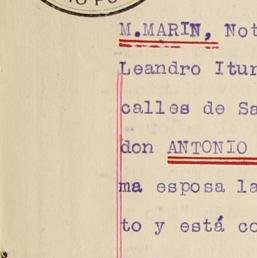 M.MARIN, Not
Leandro Itur
calles de Sa
don ANTONIO
ma esposa la
to y está co